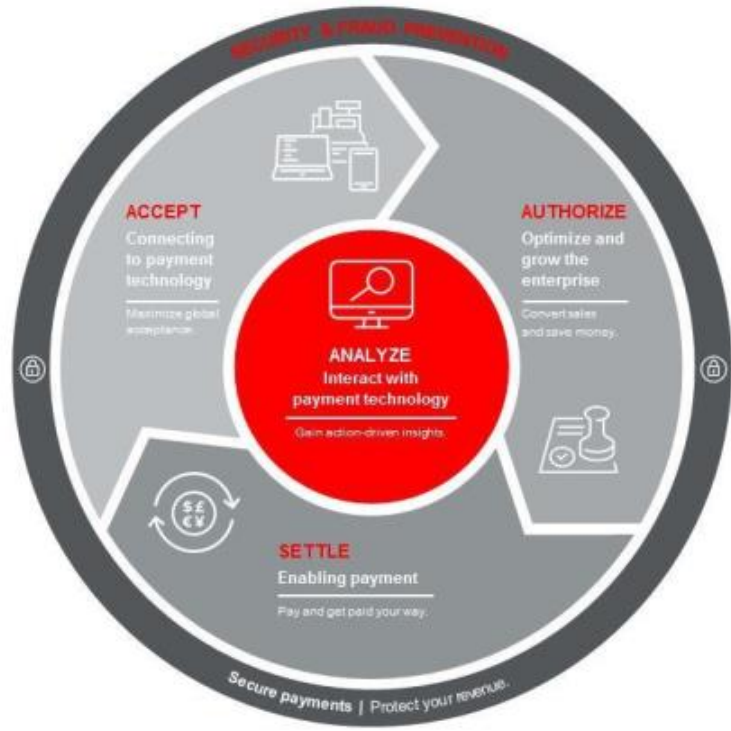 SECURITY & FRAUD PREVENTION
ACCEPT
Connecting
to payment
technology
Maximize global
acceptance.
AUTHORIZE
Optimize and
grow the
enterprise
Convert sales
and save money.
ANALYZE
Interact with
payment technology
Gain action-driven insights.
$£
€¥
SETTLE
Enabling payment
Pay and get paid your way.
Secure payments | Protect your revenue.